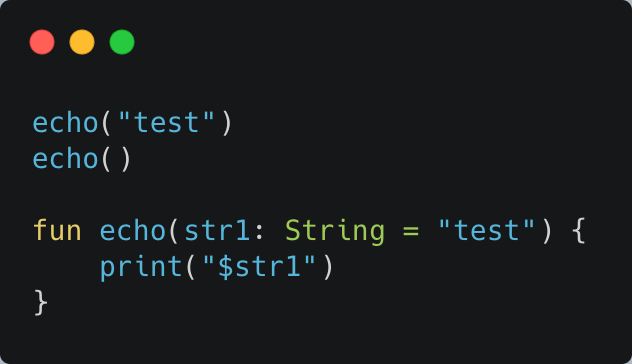 echo("test")
echo()
fun echo(str1: String = "test") {
    print("$str1")
}